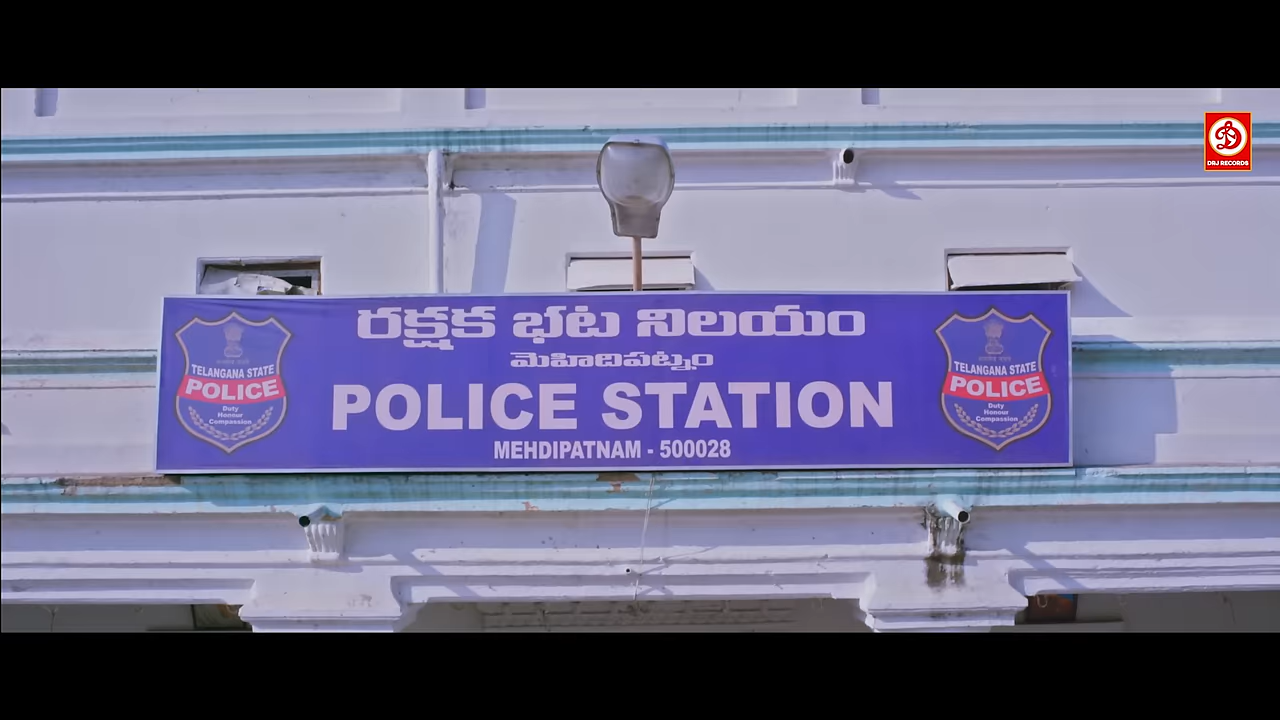 రక్షక భట నిలయం
మెహిదిపట్నం
POLICE STATION
MEHDIPATNAM - 500028
TELANGANA STATE
POLICE
Duty
Honour
Compassion
TELANGANA STATE
POLICE
Duty
Honour
Compassion
DRJ RECORDS